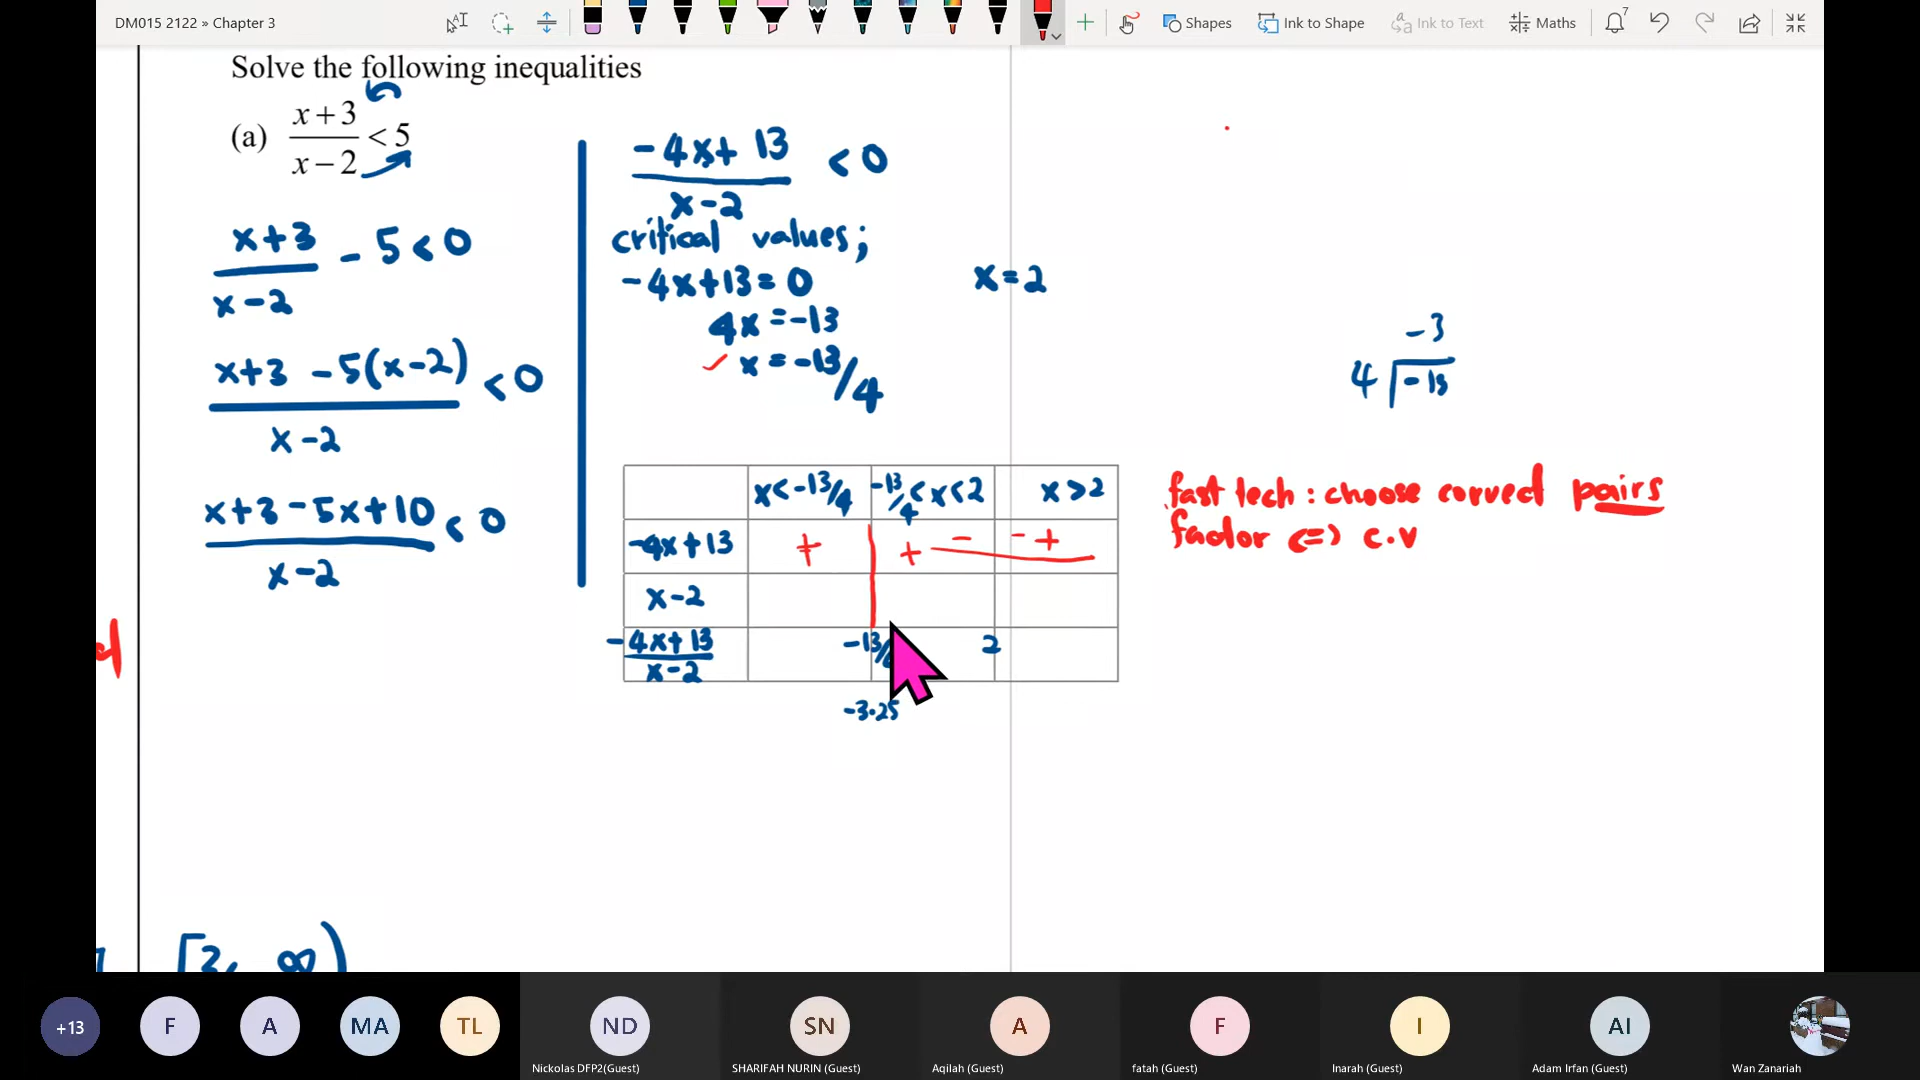 DM015 2122 » Chapter 3
Shapes
Ink to Shape
Ink to Text
Maths
7
Solve the following inequalities
(a) x + 3 / x − 2 < 5
x+3 / x-2 - 5 < 0
x+3 - 5(x-2) / x-2 < 0
x+3 - 5x+10 / x-2 < 0
-4x + 13 / x-2 < 0
critical values;
-4x+13 = 0
x = 2
4x = -13
x = -13/4
-3
4 -13
x < -13/4
-13/4 < x < 2
x > 2
-4x+13
+
+ -
- +
x-2
-4x+13 / x-2
2
-3.25
fast tech : choose pairs
factor <=> c.v
[3, ∞)
+13
F
A
MA
TL
ND
Nickolas DFP2(Guest)
SN
SHARIFAH NURIN (Guest)
A
Aqilah (Guest)
F
fatah (Guest)
I
Inarah (Guest)
AI
Adam Irfan (Guest)
Wan Zanariah